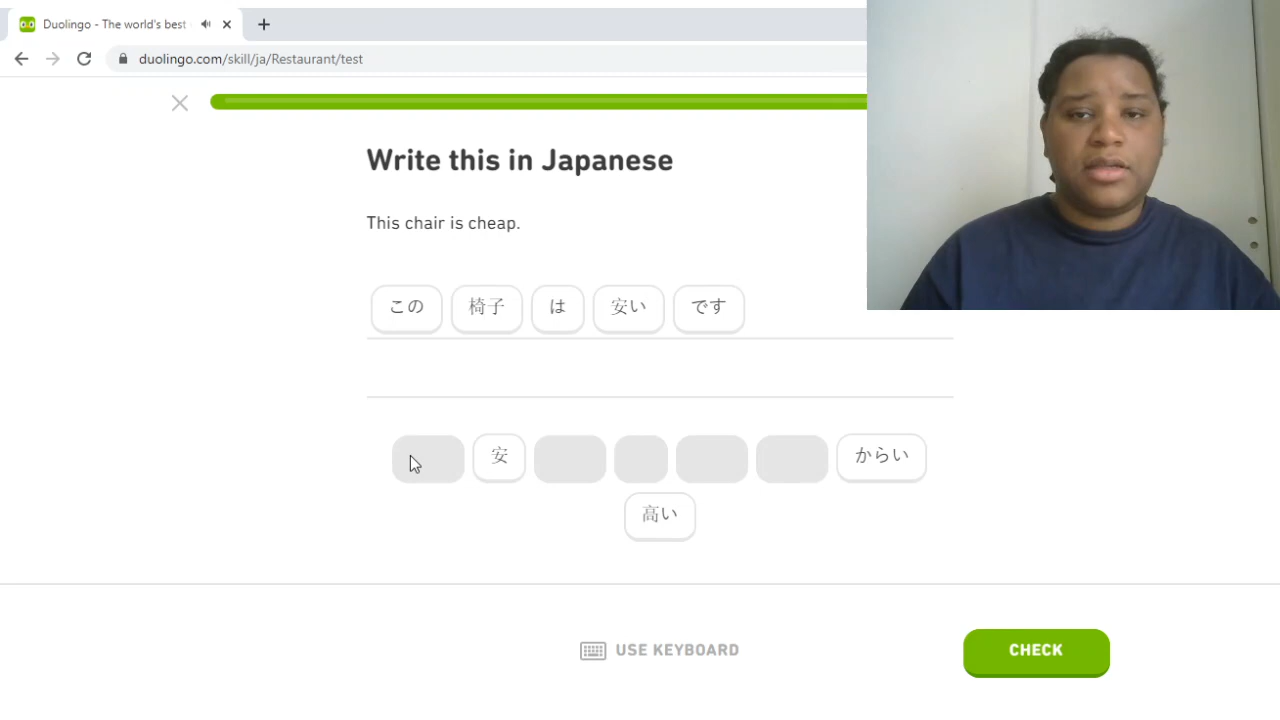 Duolingo - The world's best
duolingo.com/skill/ja/Restaurant/test
Write this in Japanese
This chair is cheap.
この 椅子 は 安い です
安 からい
高い
USE KEYBOARD
CHECK